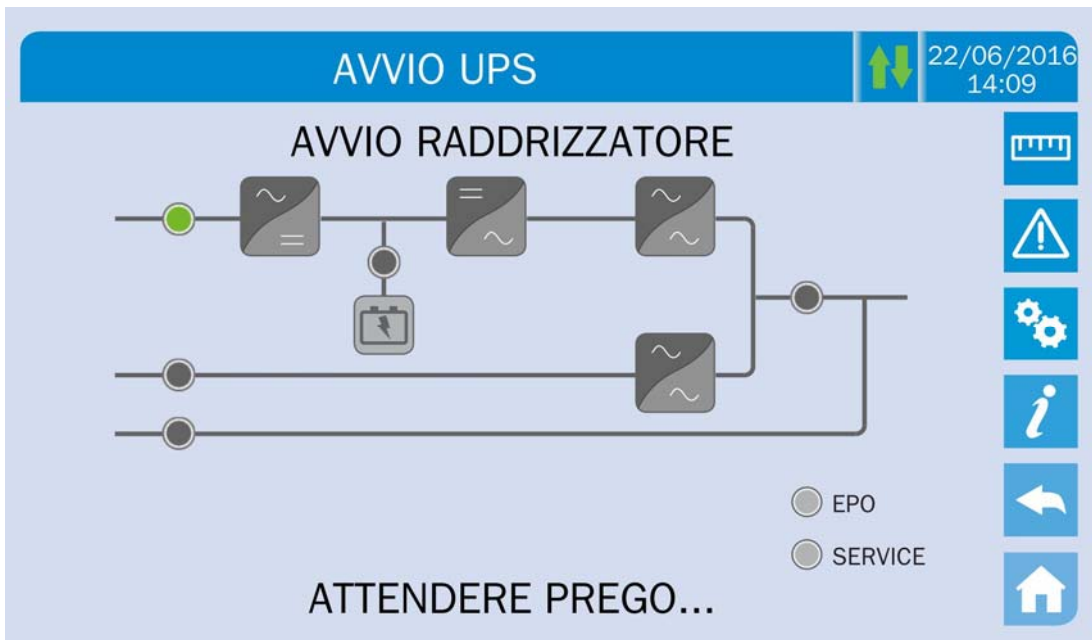 AVVIO UPS
22/06/2016
14:09
AVVIO RADDRIZZATORE
EPO
SERVICE
ATTENDERE PREGO...